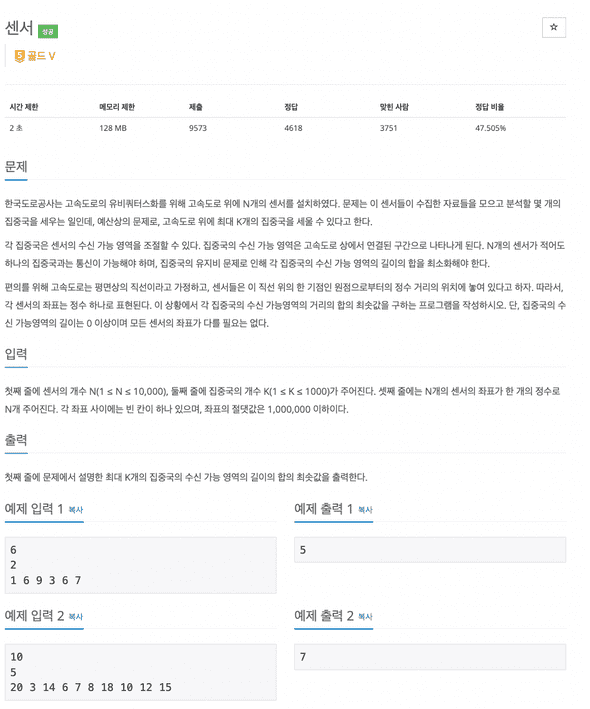 센서 성공
☆
5 골드 V
시간 제한 메모리 제한 제출 정답 맞힌 사람 정답 비율
2 초 128 MB 9573 4618 3751 47.505%
문제
한국도로공사는 고속도로의 유비쿼터스화를 위해 고속도로 위에 N개의 센서를 설치하였다. 문제는 이 센서들이 수집한 자료들을 모으고 분석할 몇 개의
집중국을 세우는 일인데, 예산상의 문제로, 고속도로 위에 최대 K개의 집중국을 세울 수 있다고 한다.
각 집중국은 센서의 수신 가능 영역을 조절할 수 있다. 집중국의 수신 가능 영역은 고속도로 상에서 연결된 구간으로 나타나게 된다. N개의 센서가 적어도
하나의 집중국과는 통신이 가능해야 하며, 집중국의 유지비 문제로 인해 각 집중국의 수신 가능 영역의 길이의 합을 최소화해야 한다.
편의를 위해 고속도로는 평면상의 직선이라고 가정하고, 센서들은 이 직선 위의 한 기점인 원점으로부터의 정수 거리의 위치에 놓여 있다고 하자. 따라서,
각 센서의 좌표는 정수 하나로 표현된다. 이 상황에서 각 집중국의 수신 가능영역의 거리의 합의 최솟값을 구하는 프로그램을 작성하시오. 단, 집중국의 수
신 가능영역의 길이는 0 이상이며 모든 센서의 좌표가 다를 필요는 없다.
입력
첫째 줄에 센서의 개수 N(1 ≤ N ≤ 10,000), 둘째 줄에 집중국의 개수 K(1 ≤ K ≤ 1000)가 주어진다. 셋째 줄에는 N개의 센서의 좌표가 한 개의 정수로
N개 주어진다. 각 좌표 사이에는 빈 칸이 하나 있으며, 좌표의 절댓값은 1,000,000 이하이다.
출력
첫째 줄에 문제에서 설명한 최대 K개의 집중국의 수신 가능 영역의 길이의 합의 최솟값을 출력한다.
예제 입력 1 복사
6
2
1 6 9 3 6 7
예제 출력 1 복사
5
예제 입력 2 복사
10
5
20 3 14 6 7 8 18 10 12 15
예제 출력 2 복사
7